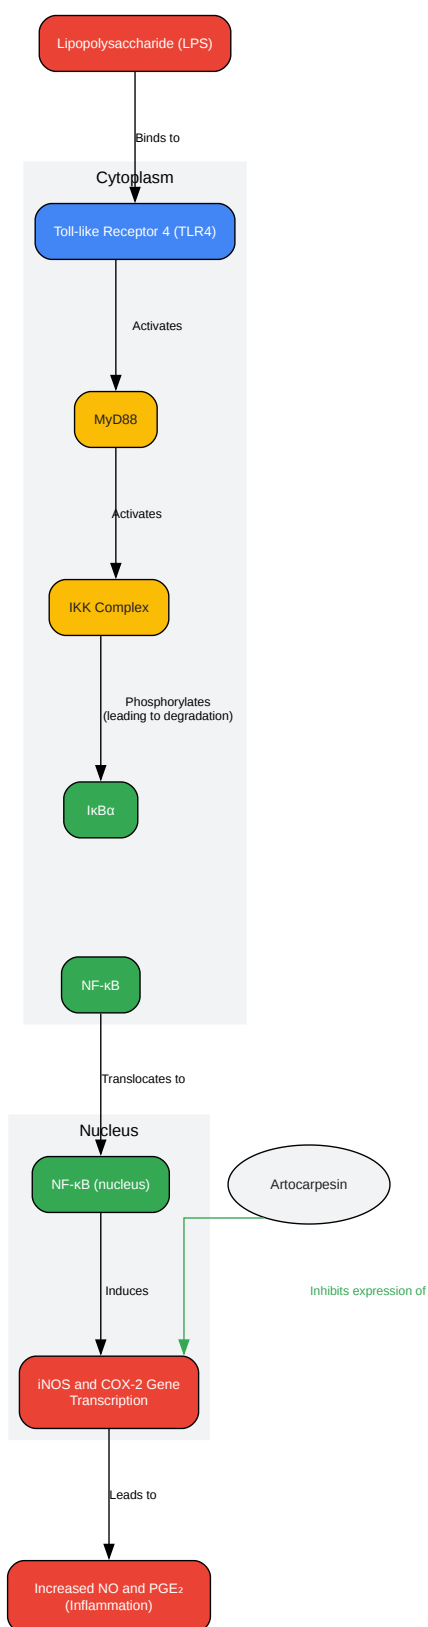 Lipopolysaccharide (LPS)
Binds to
Cytoplasm
Toll-like Receptor 4 (TLR4)
Activates
MyD88
Activates
IKK Complex
Phosphorylates
(leading to degradation)
IκBα
NF-κB
Translocates to
Nucleus
NF-κB (nucleus)
Artocarpesin
Induces
Inhibits expression of
iNOS and COX-2 Gene
Transcription
Leads to
Increased NO and PGE₂
(Inflammation)